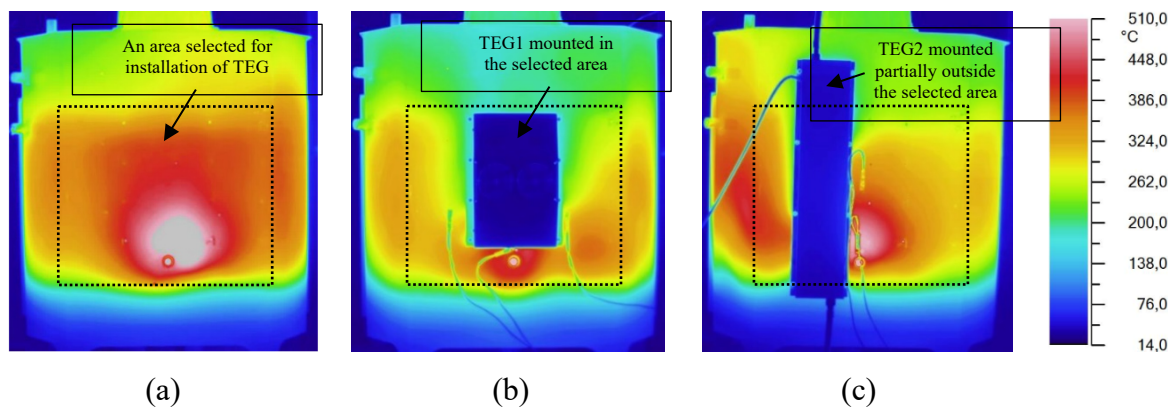 An area selected for
installation of TEG
TEG1 mounted in
the selected area
TEG2 mounted
partially outside
the selected area
510,0
°C
448,0
386,0
324,0
262,0
200,0
138,0
76,0
14,0
(a)
(b)
(c)